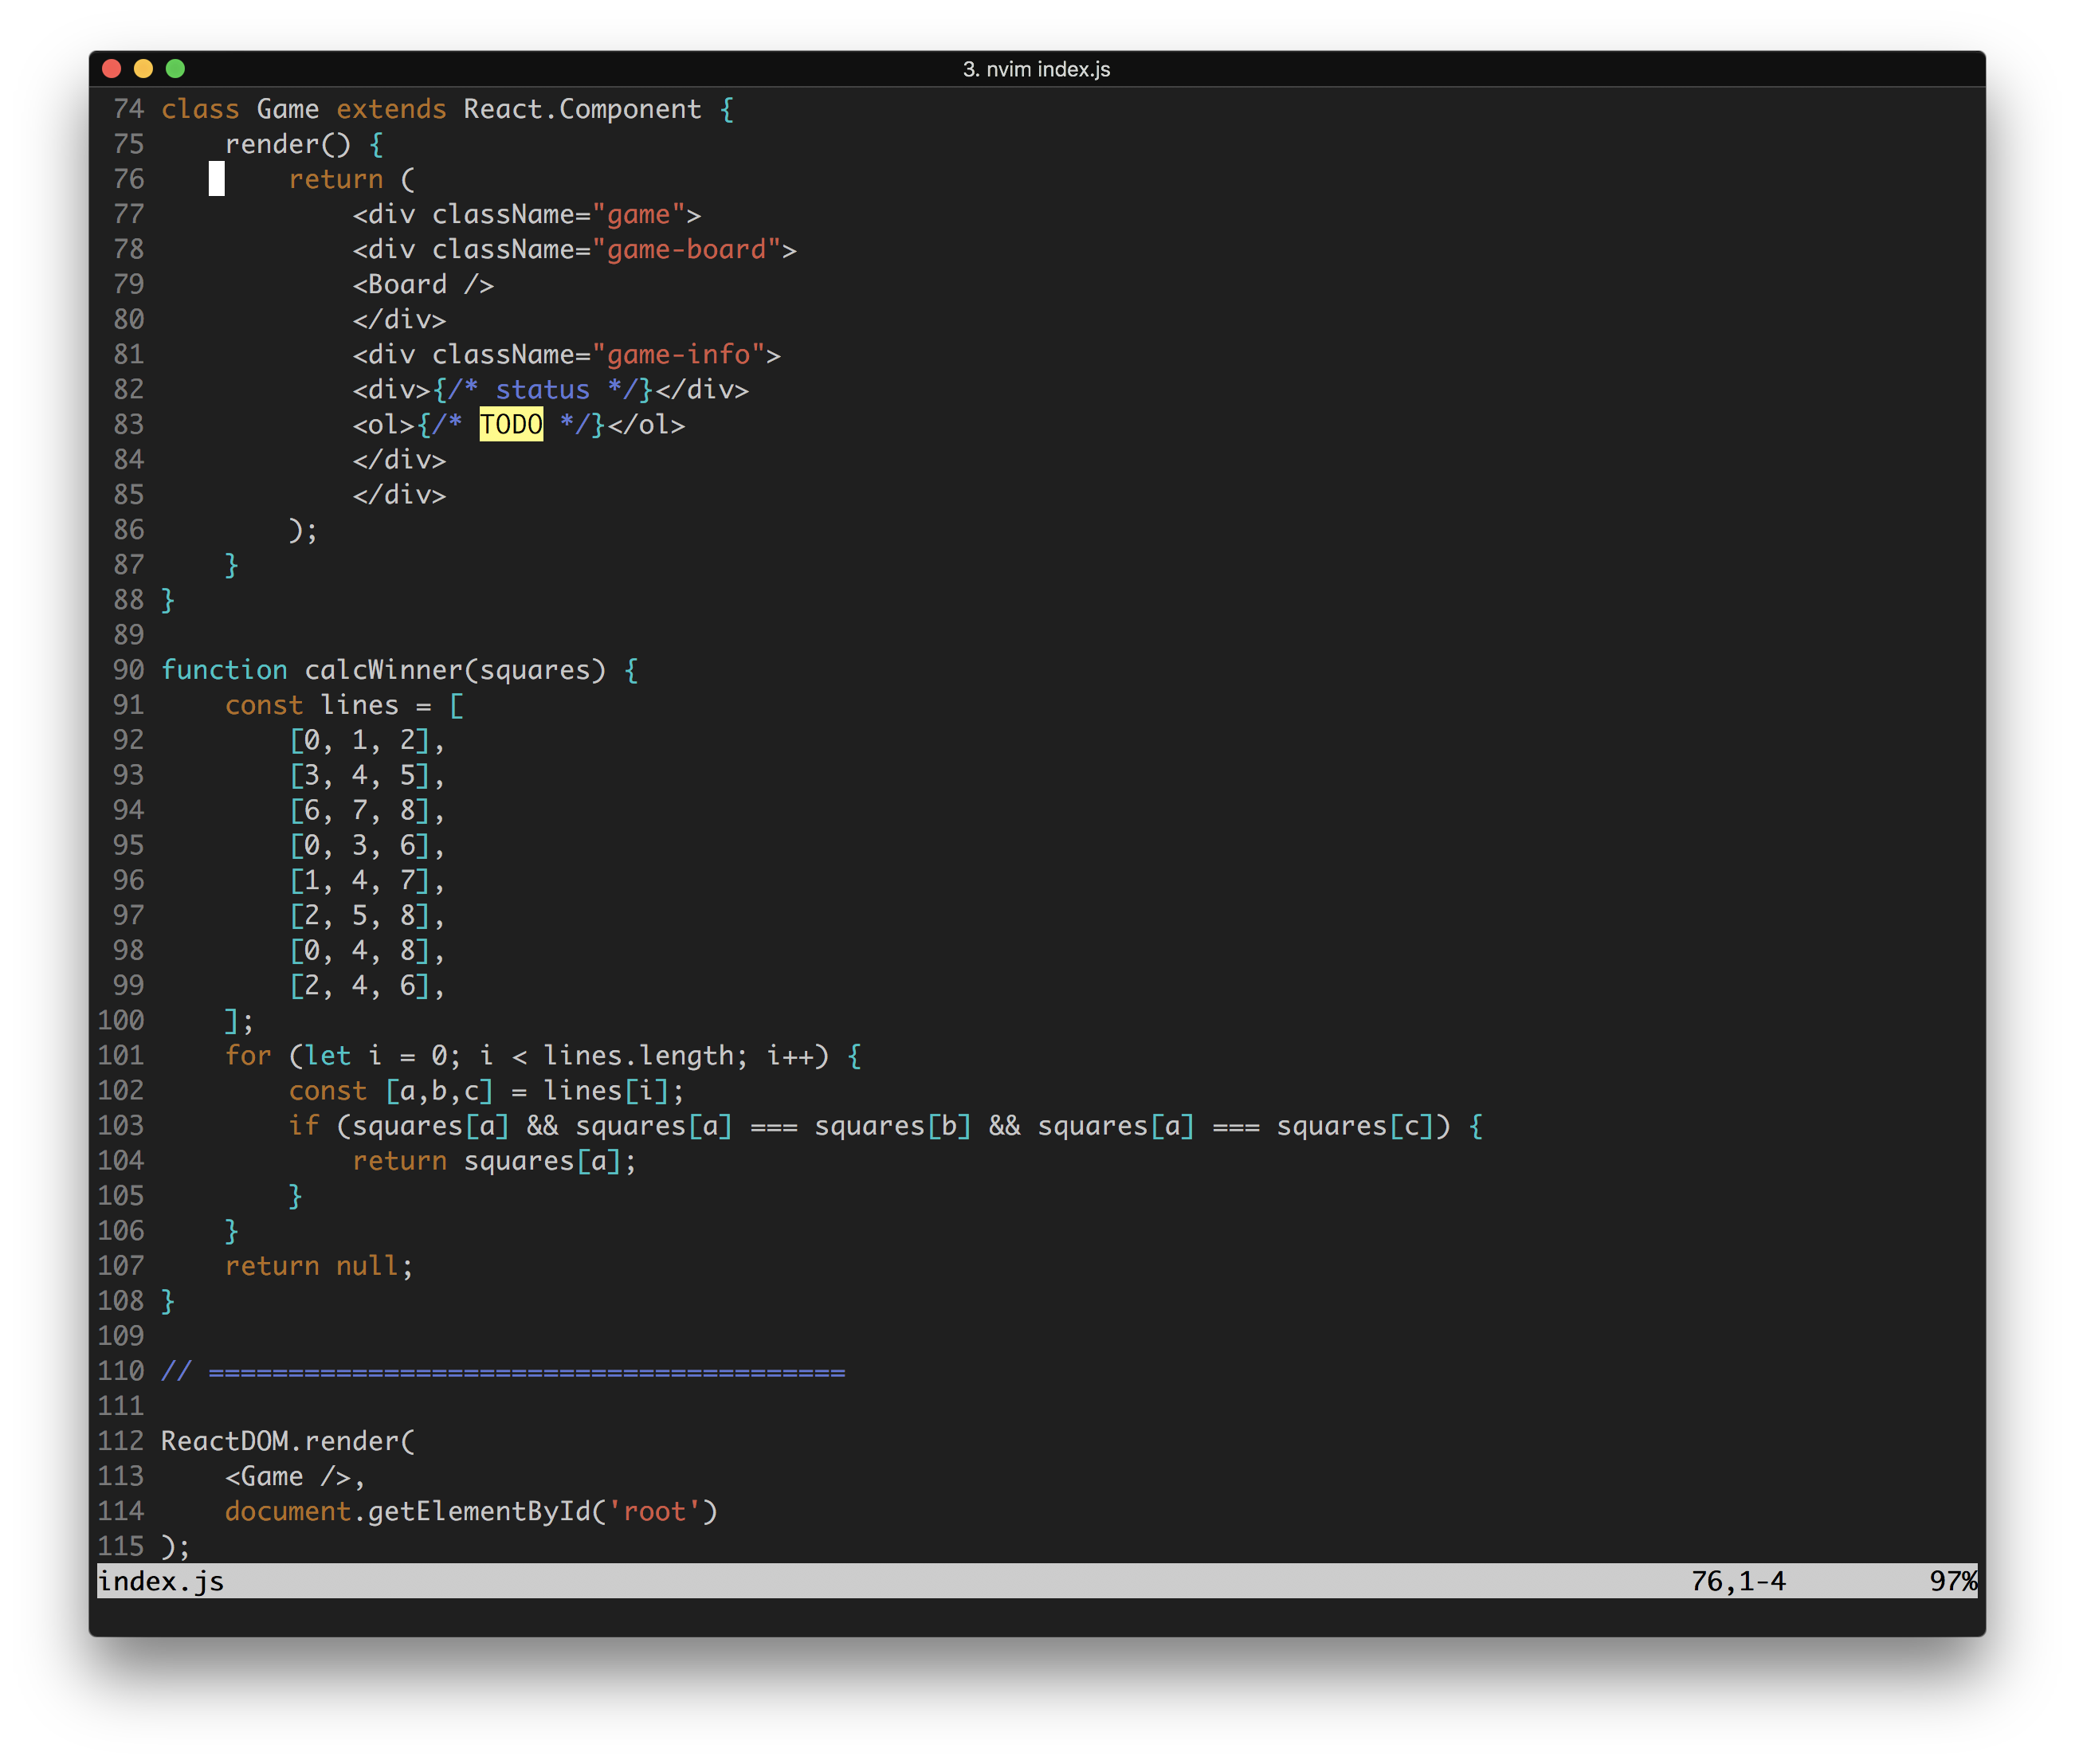 3. nvim index.js
74 class Game extends React.Component {
75     render() {
76         return (
77             <div className="game">
78             <div className="game-board">
79             <Board />
80             </div>
81             <div className="game-info">
82             <div>{/* status */}</div>
83             <ol>{/* TODO */}</ol>
84             </div>
85             </div>
86         );
87     }
88 }
89
90 function calcWinner(squares) {
91     const lines = [
92         [0, 1, 2],
93         [3, 4, 5],
94         [6, 7, 8],
95         [0, 3, 6],
96         [1, 4, 7],
97         [2, 5, 8],
98         [0, 4, 8],
99         [2, 4, 6],
100     ];
101     for (let i = 0; i < lines.length; i++) {
102         const [a,b,c] = lines[i];
103         if (squares[a] && squares[a] === squares[b] && squares[a] === squares[c]) {
104             return squares[a];
105         }
106     }
107     return null;
108 }
109
110 // ========================================
111
112 ReactDOM.render(
113     <Game />,
114     document.getElementById('root')
115 );
index.js 76,1-4 97%